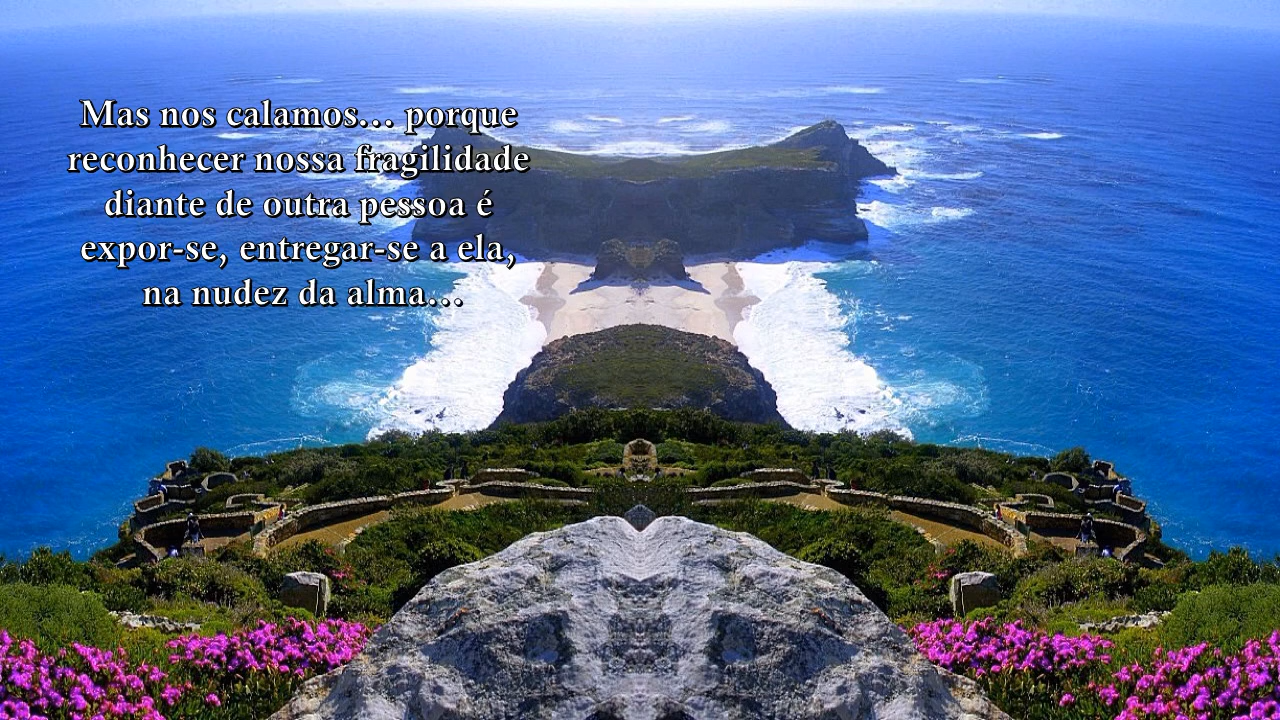 Mas nos calamos... porque
reconhecer nossa fragilidade
diante de outra pessoa é
expor-se, entregar-se a ela,
na nudez da alma...